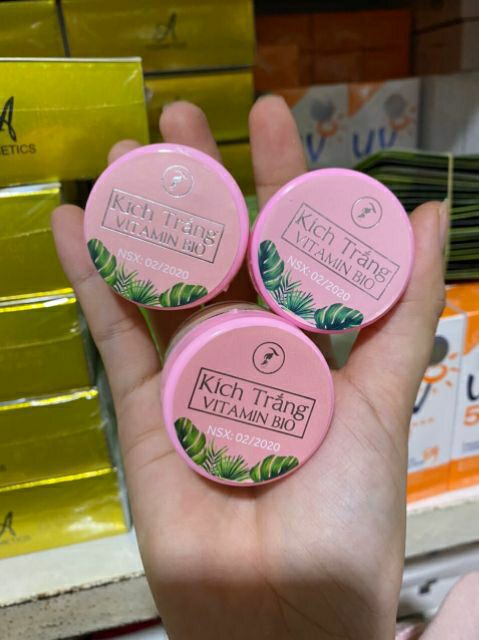 Kích Trắng
VITAMIN BIO
NSX: 02/2020
Kích Trắng
VITAMIN BIO
NSX: 02/2020
Kích Trắng
VITAMIN BIO
NSX: 02/2020
A
ETICS
UV
UV
5